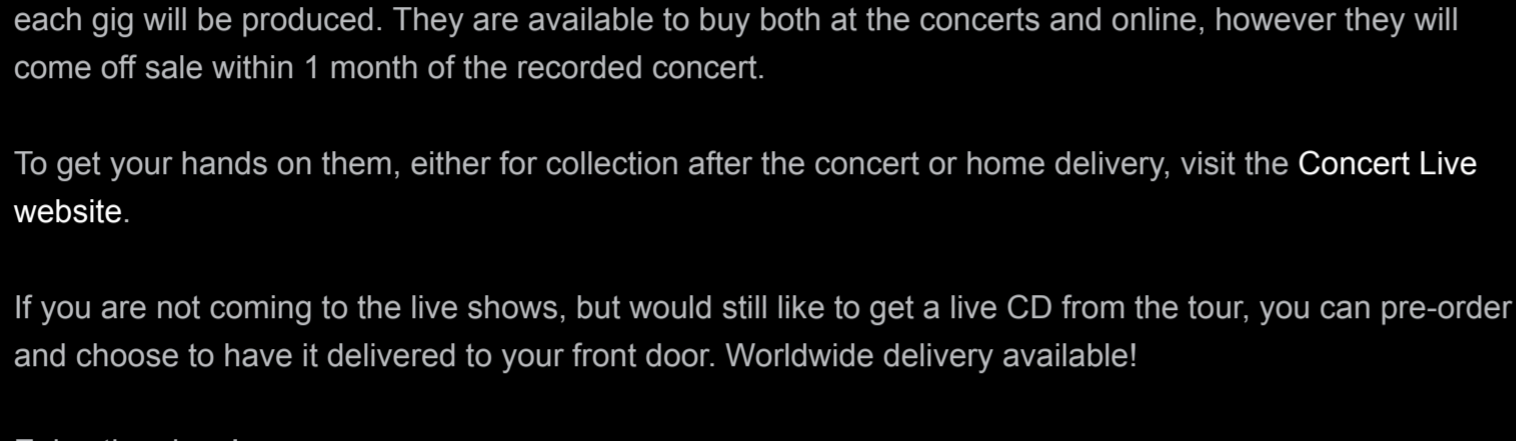 each gig will be produced. They are available to buy both at the concerts and online, however they will
come off sale within 1 month of the recorded concert.
To get your hands on them, either for collection after the concert or home delivery, visit the Concert Live
website.
If you are not coming to the live shows, but would still like to get a live CD from the tour, you can pre-order
and choose to have it delivered to your front door. Worldwide delivery available!